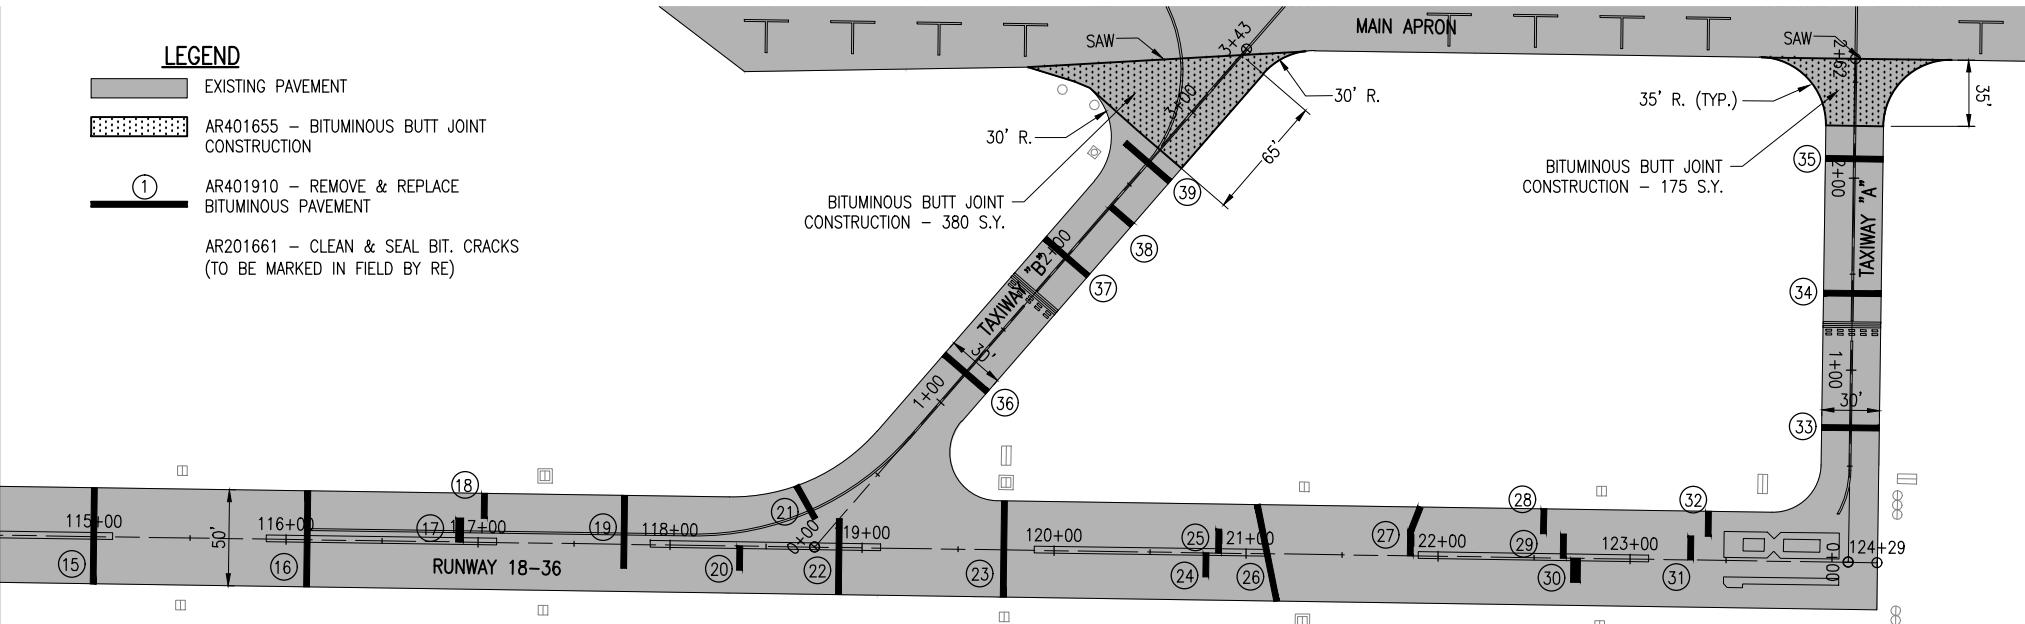 LEGEND
EXISTING PAVEMENT
AR401655 – BITUMINOUS BUTT JOINT
CONSTRUCTION
1
AR401910 – REMOVE & REPLACE
BITUMINOUS PAVEMENT
AR201661 – CLEAN & SEAL BIT. CRACKS
(TO BE MARKED IN FIELD BY RE)
MAIN APRON
SAW
3+43
3+00
30' R.
30' R.
65'
BITUMINOUS BUTT JOINT
CONSTRUCTION – 380 S.Y.
39
38
37
2+00
TAXIWAY "B"
30'
36
1+00
SAW
2+62
35' R. (TYP.)
35'
BITUMINOUS BUTT JOINT
CONSTRUCTION – 175 S.Y.
35
2+00
TAXIWAY "A"
34
1+00
30'
33
115+00
15
50'
116+00
16
RUNWAY 18-36
17
18
117+00
19
118+00
20
21
0+00
22
119+00
23
120+00
24
25
121+00
26
27
122+00
28
29
30
123+00
31
32
0+00
124+29